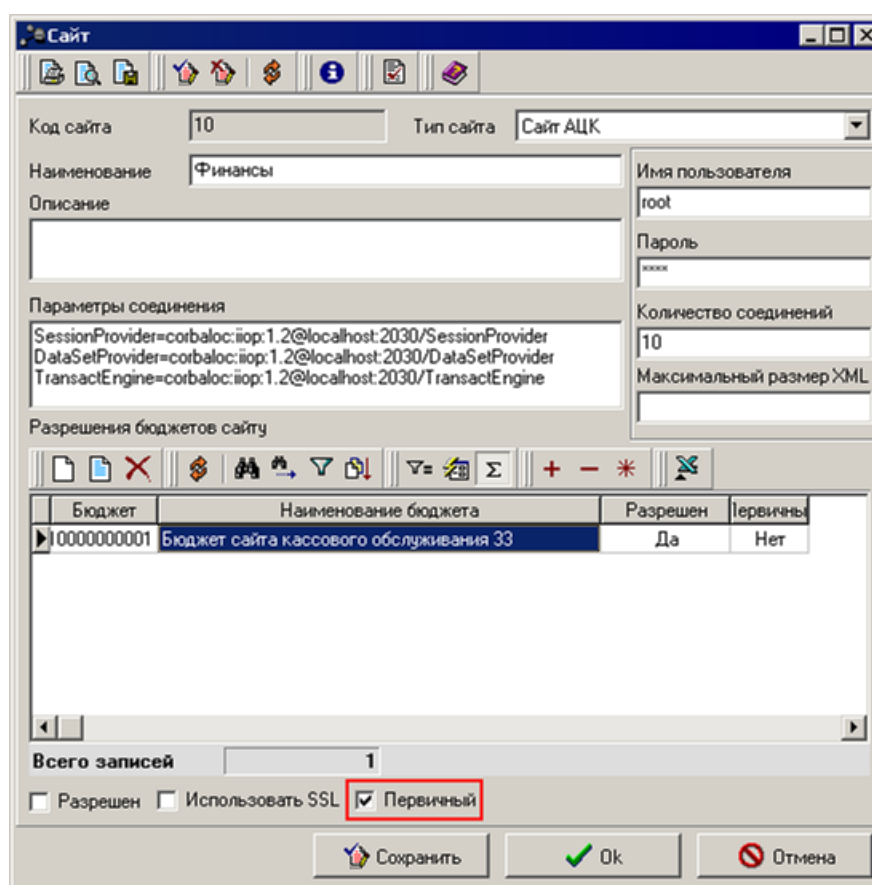 Сайт
Код сайта 10 Тип сайта Сайт АЦК
Наименование Финансы Имя пользователя
Описание root
Пароль
xxxx
Параметры соединения Количество соединений
SessionProvider=corbaloc:iiop:1.2@localhost:2030/SessionProvider 10
DataSetProvider=corbaloc:iiop:1.2@localhost:2030/DataSetProvider
TransactEngine=corbaloc:iiop:1.2@localhost:2030/TransactEngine Максимальный размер XML
Разрешения бюджетов сайту
Бюджет Наименование бюджета Разрешен Первичны
10000000001 Бюджет сайта кассового обслуживания 33 Да Нет
Всего записей 1
Разрешен Использовать SSL Первичный
Сохранить Ok Отмена